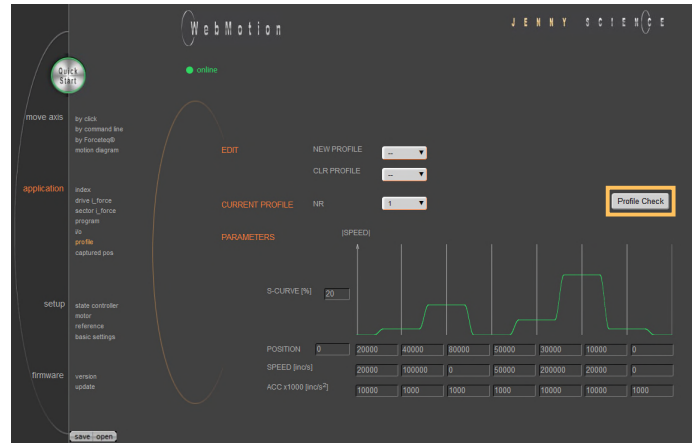 WebMotion
JENNY SCIENCE
Quick
Start
online
move axis
by click
by command line
by Forceteq®
motion diagram
EDIT
NEW PROFILE
--
CLR PROFILE
--
application
index
drive i_force
sector i_force
program
i/o
profile
captured pos
CURRENT PROFILE NR 1
Profile Check
PARAMETERS
|SPEED|
S-CURVE [%] 20
setup
state controller
motor
reference
basic settings
POSITION 0 20000 40000 80000 50000 30000 10000 0
SPEED [inc/s] 20000 100000 0 50000 200000 20000 0
ACC x1000 [inc/s²] 10000 1000 1000 1000 10000 10000 1000
firmware
version
update
save open